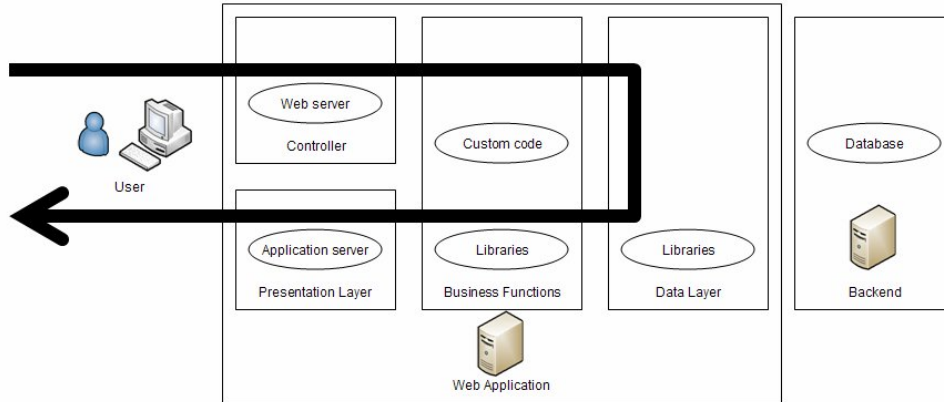 Web server
Controller
Custom code
Database
User
Application server
Libraries
Libraries
Presentation Layer
Business Functions
Data Layer
Backend
Web Application